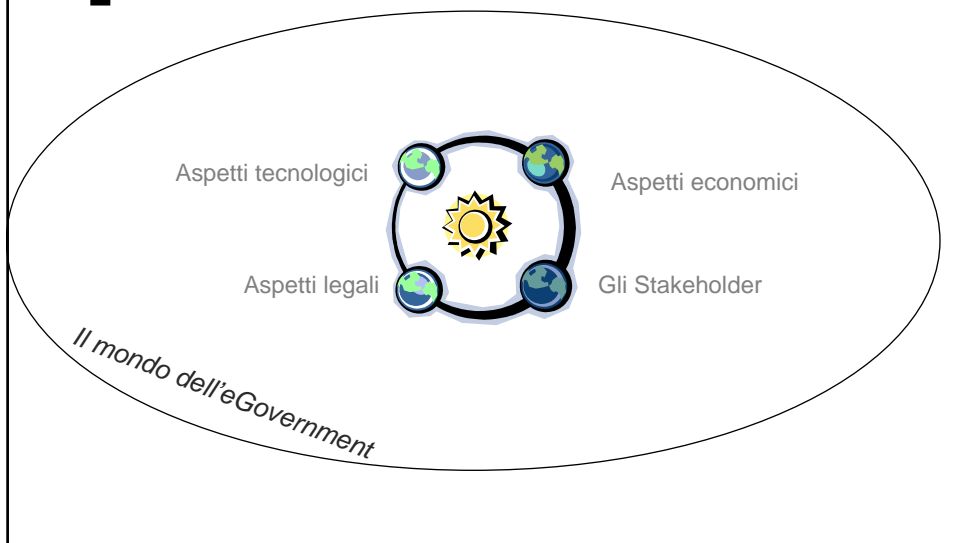 Aspetti tecnologici
Aspetti economici
Aspetti legali
Gli Stakeholder
Il mondo dell'eGovernment